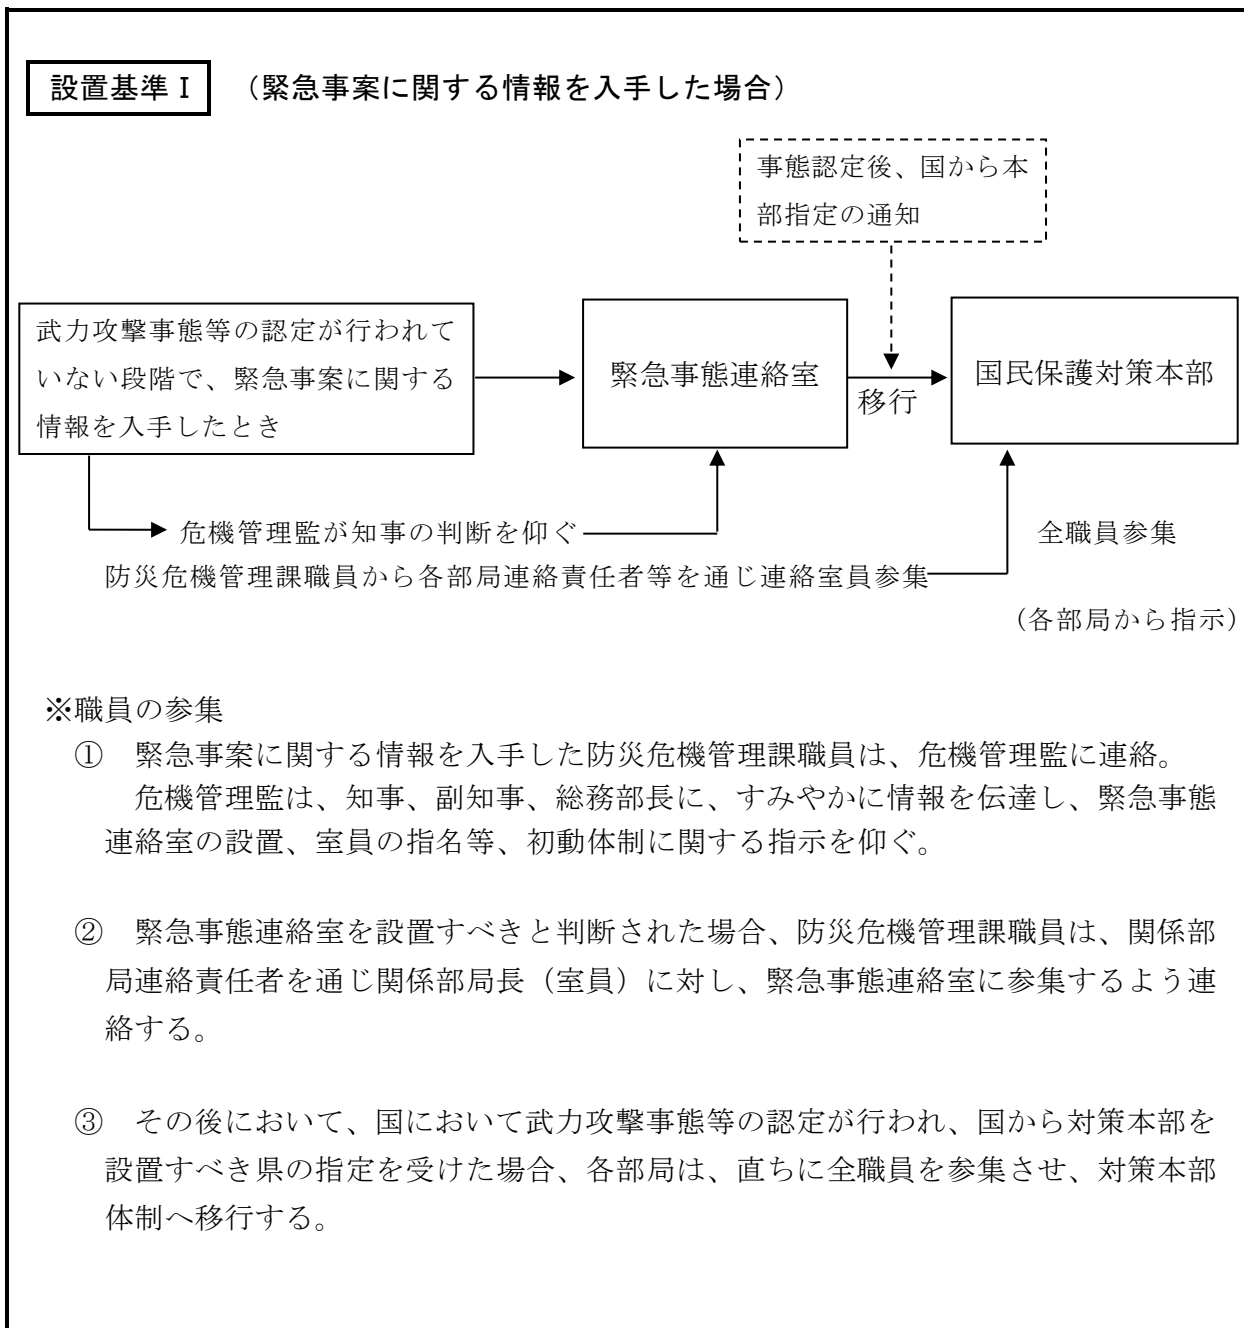 設置基準Ⅰ （緊急事案に関する情報を入手した場合）
事態認定後、国から本
部指定の通知
武力攻撃事態等の認定が行われて
いない段階で、緊急事案に関する
情報を入手したとき
緊急事態連絡室
移行
国民保護対策本部
危機管理監が知事の判断を仰ぐ
全職員参集
防災危機管理課職員から各部局連絡責任者等を通じ連絡室員参集
（各部局から指示）
※職員の参集
① 緊急事案に関する情報を入手した防災危機管理課職員は、危機管理監に連絡。
危機管理監は、知事、副知事、総務部長に、すみやかに情報を伝達し、緊急事態
連絡室の設置、室員の指名等、初動体制に関する指示を仰ぐ。
② 緊急事態連絡室を設置すべきと判断された場合、防災危機管理課職員は、関係部
局連絡責任者を通じ関係部局長（室員）に対し、緊急事態連絡室に参集するよう連
絡する。
③ その後において、国において武力攻撃事態等の認定が行われ、国から対策本部を
設置すべき県の指定を受けた場合、各部局は、直ちに全職員を参集させ、対策本部
体制へ移行する。